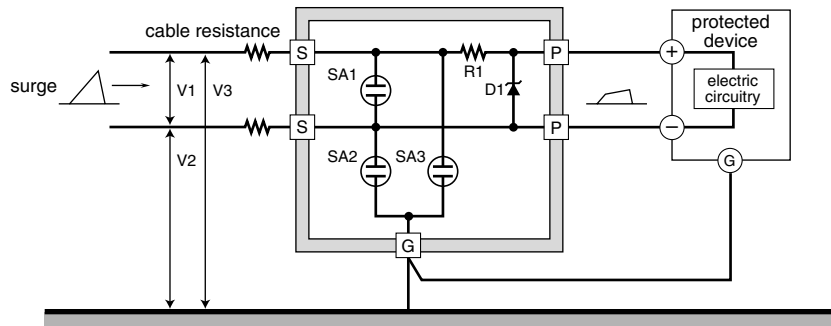 cable resistance
surge
V1
V3
V2
S
S
SA1
SA2
SA3
R1
D1
P
P
G
protected
device
+
electric
circuitry
−
G